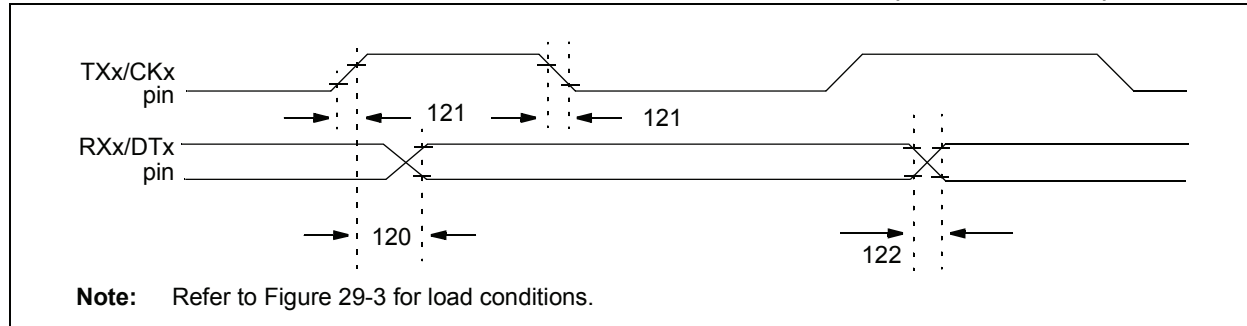 TXx/CKx
pin
121
121
RXx/DTx
pin
120
122
Note: Refer to Figure 29-3 for load conditions.